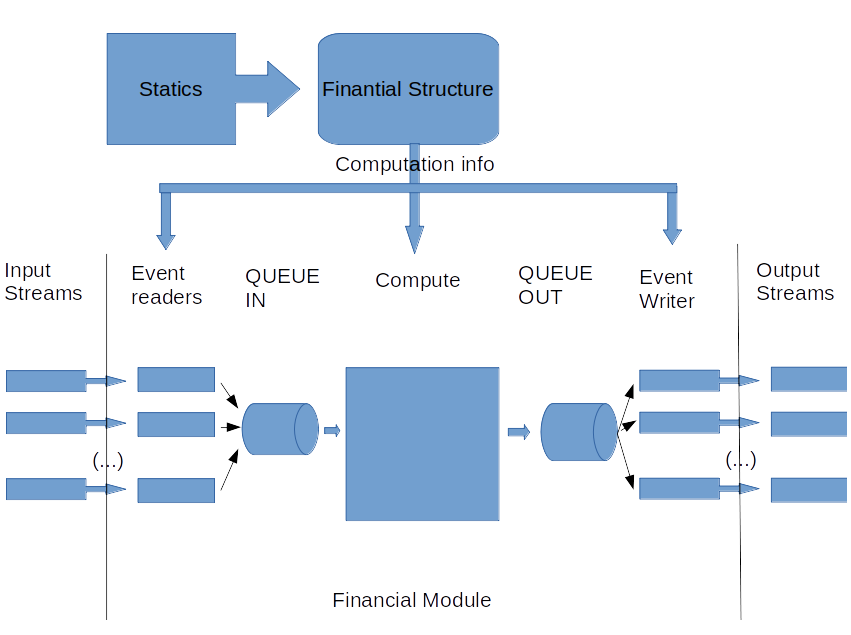 Statics
Finantial Structure
Computation info
Input
Streams
Event
readers
QUEUE
IN
Compute
QUEUE
OUT
Event
Writer
Output
Streams
(...)
(...)
Financial Module